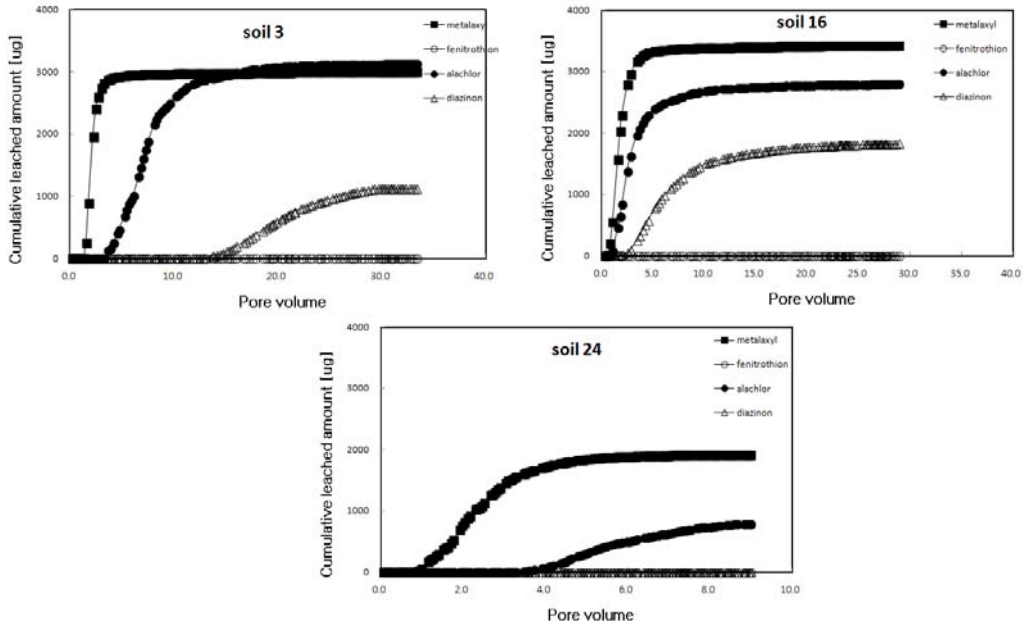 soil 3
4000
3000
2000
1000
0
0.0 10.0 20.0 30.0 40.0
Cumulative leached amount [ug]
Pore volume
metalaxyl
fenitrothion
alachlor
diazinon
soil 16
4000
3000
2000
1000
0
0.0 5.0 10.0 15.0 20.0 25.0 30.0 35.0 40.0
Cumulative leached amount [ug]
Pore volume
metalaxyl
fenitrothion
alachlor
diazinon
soil 24
4000
3000
2000
1000
0
0.0 2.0 4.0 6.0 8.0 10.0
Cumulative leached amount [ug]
Pore volume
metalaxyl
fenitrothion
alachlor
diazinon